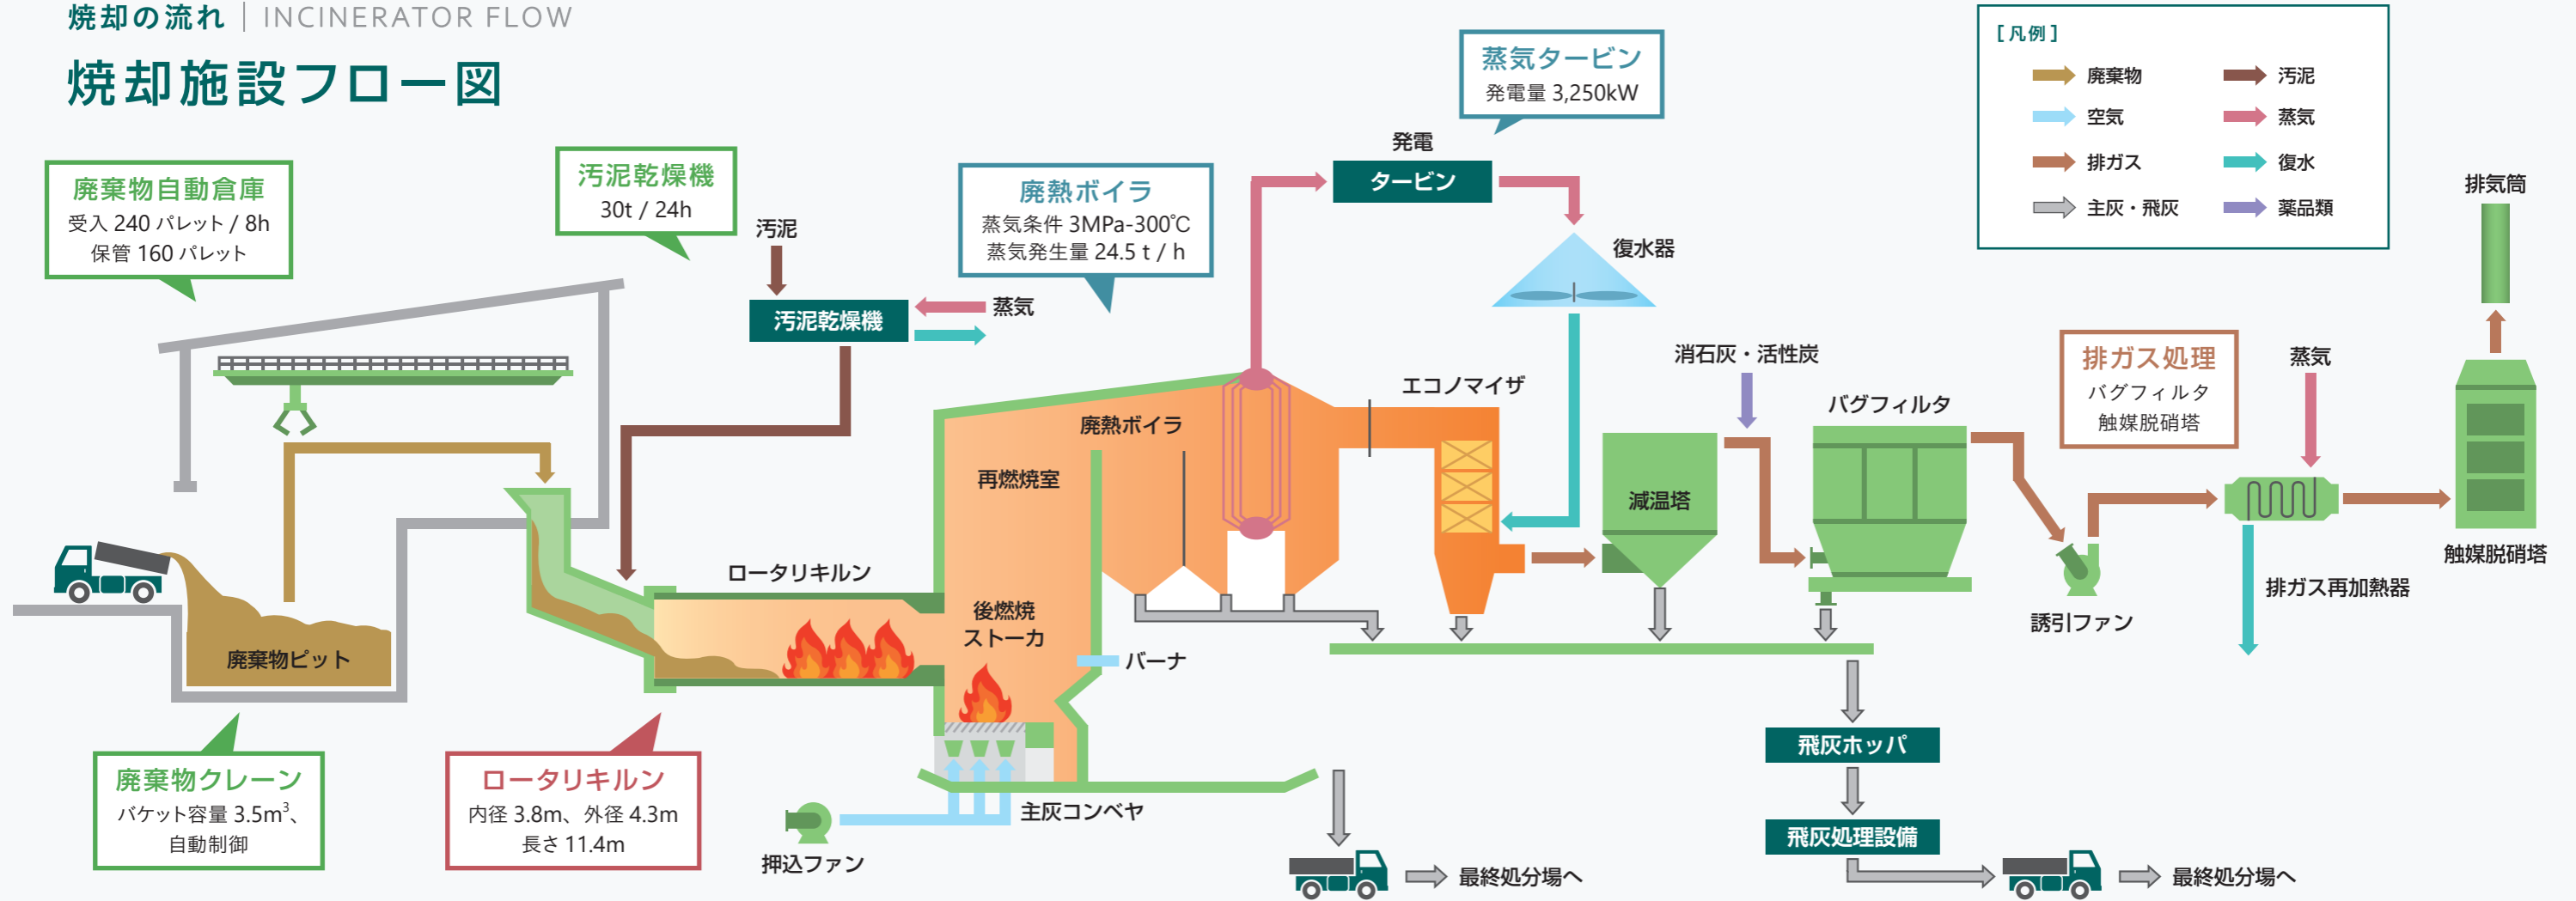 焼却の流れ | INCINERATOR FLOW
焼却施設フロー図
廃棄物自動倉庫
受入 240 パレット / 8h
保管 160 パレット
汚泥乾燥機
30t / 24h
汚泥
汚泥乾燥機
蒸気
廃熱ボイラ
蒸気条件 3MPa-300℃
蒸気発生量 24.5 t / h
蒸気タービン
発電量 3,250kW
発電
タービン
復水器
[凡例]
廃棄物
汚泥
空気
蒸気
排ガス
復水
主灰・飛灰
薬品類
排気筒
消石灰・活性炭
エコノマイザ
バグフィルタ
排ガス処理
バグフィルタ
触媒脱硝塔
蒸気
廃熱ボイラ
再燃焼室
減温塔
触媒脱硝塔
排ガス再加熱器
誘引ファン
ロータリキルン
後燃焼
ストーカ
バーナ
廃棄物ピット
廃棄物クレーン
バケット容量 3.5m³、
自動制御
ロータリキルン
内径 3.8m、外径 4.3m
長さ 11.4m
押込ファン
主灰コンベヤ
飛灰ホッパ
飛灰処理設備
最終処分場へ
最終処分場へ